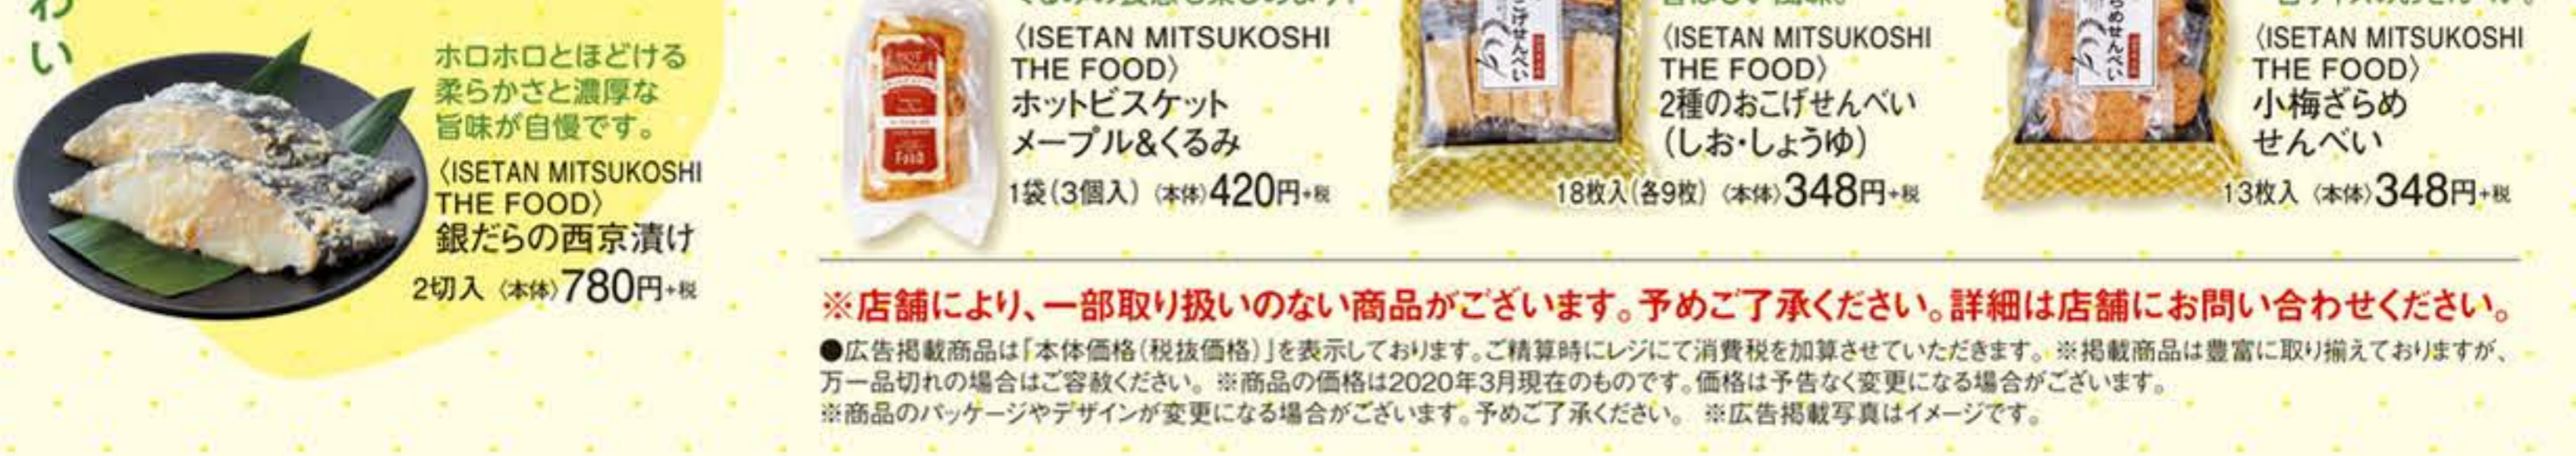 わい
ホロホロとほどける
柔らかさと濃厚な
旨味が自慢です。
〈ISETAN MITSUKOSHI
THE FOOD〉
銀だらの西京漬け
2切入〈本体〉780円+税
〈ISETAN MITSUKOSHI
THE FOOD〉
ホットビスケット
メープル&くるみ
1袋(3個入)〈本体〉420円+税
こげせんべい
〈ISETAN MITSUKOSHI
THE FOOD〉
2種のおこげせんべい
(しお・しょうゆ)
18枚入(各9枚)〈本体〉348円+税
らめせんべい
〈ISETAN MITSUKOSHI
THE FOOD〉
小梅ざらめ
せんべい
13枚入〈本体〉348円+税
※店舗により、一部取り扱いのない商品がございます。予めご了承ください。詳細は店舗にお問い合わせください。
●広告掲載商品は「本体価格(税抜価格)」を表示しております。ご精算時にレジにて消費税を加算させていただきます。※掲載商品は豊富に取り揃えておりますが、
万一品切れの場合はご容赦ください。※商品の価格は2020年3月現在のものです。価格は予告なく変更になる場合がございます。
※商品のパッケージやデザインが変更になる場合がございます。予めご了承ください。 ※広告掲載写真はイメージです。